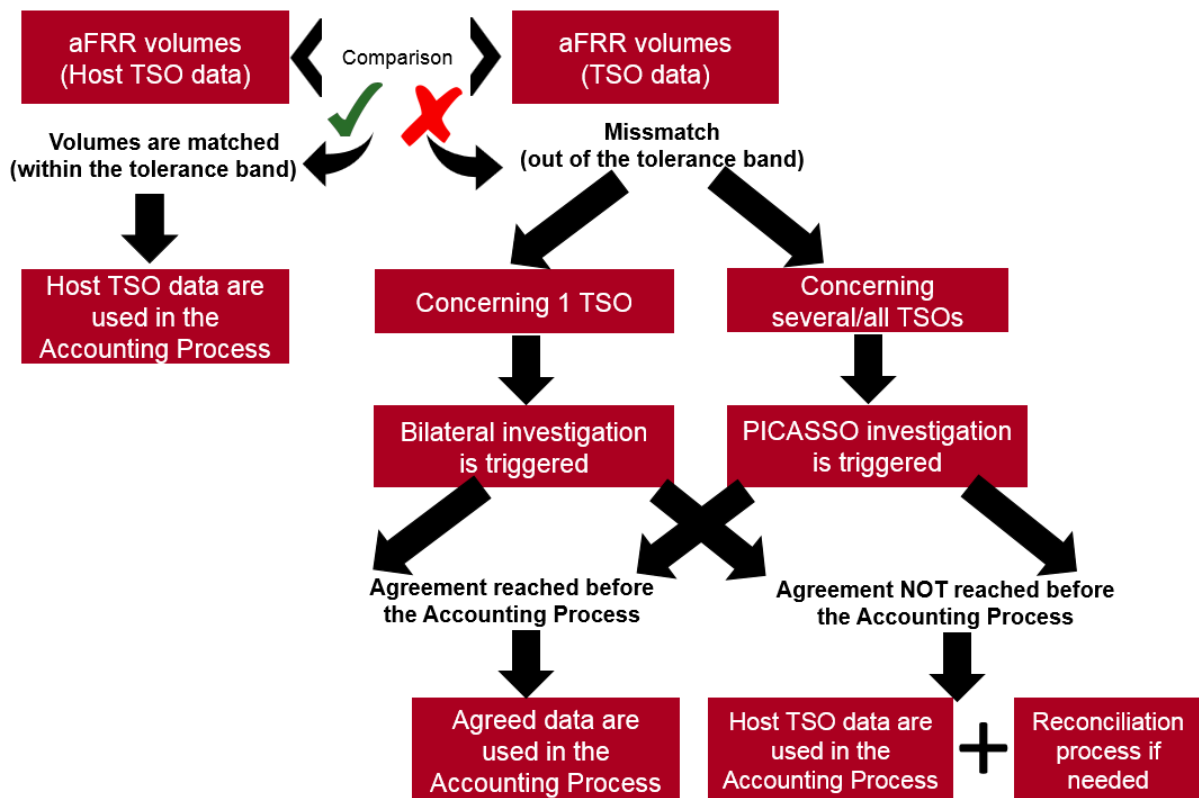 aFRR volumes
(Host TSO data)
Comparison
aFRR volumes
(TSO data)
Volumes are matched
(within the tolerance band)
Missmatch
(out of the tolerance band)
Host TSO data are
used in the
Accounting Process
Concerning 1 TSO
Concerning
several/all TSOs
Bilateral investigation
is triggered
PICASSO investigation
is triggered
Agreement reached before
the Accounting Process
Agreement NOT reached before
the Accounting Process
Agreed data are
used in the
Accounting Process
Host TSO data are
used in the
Accounting Process
+
Reconciliation
process if
needed